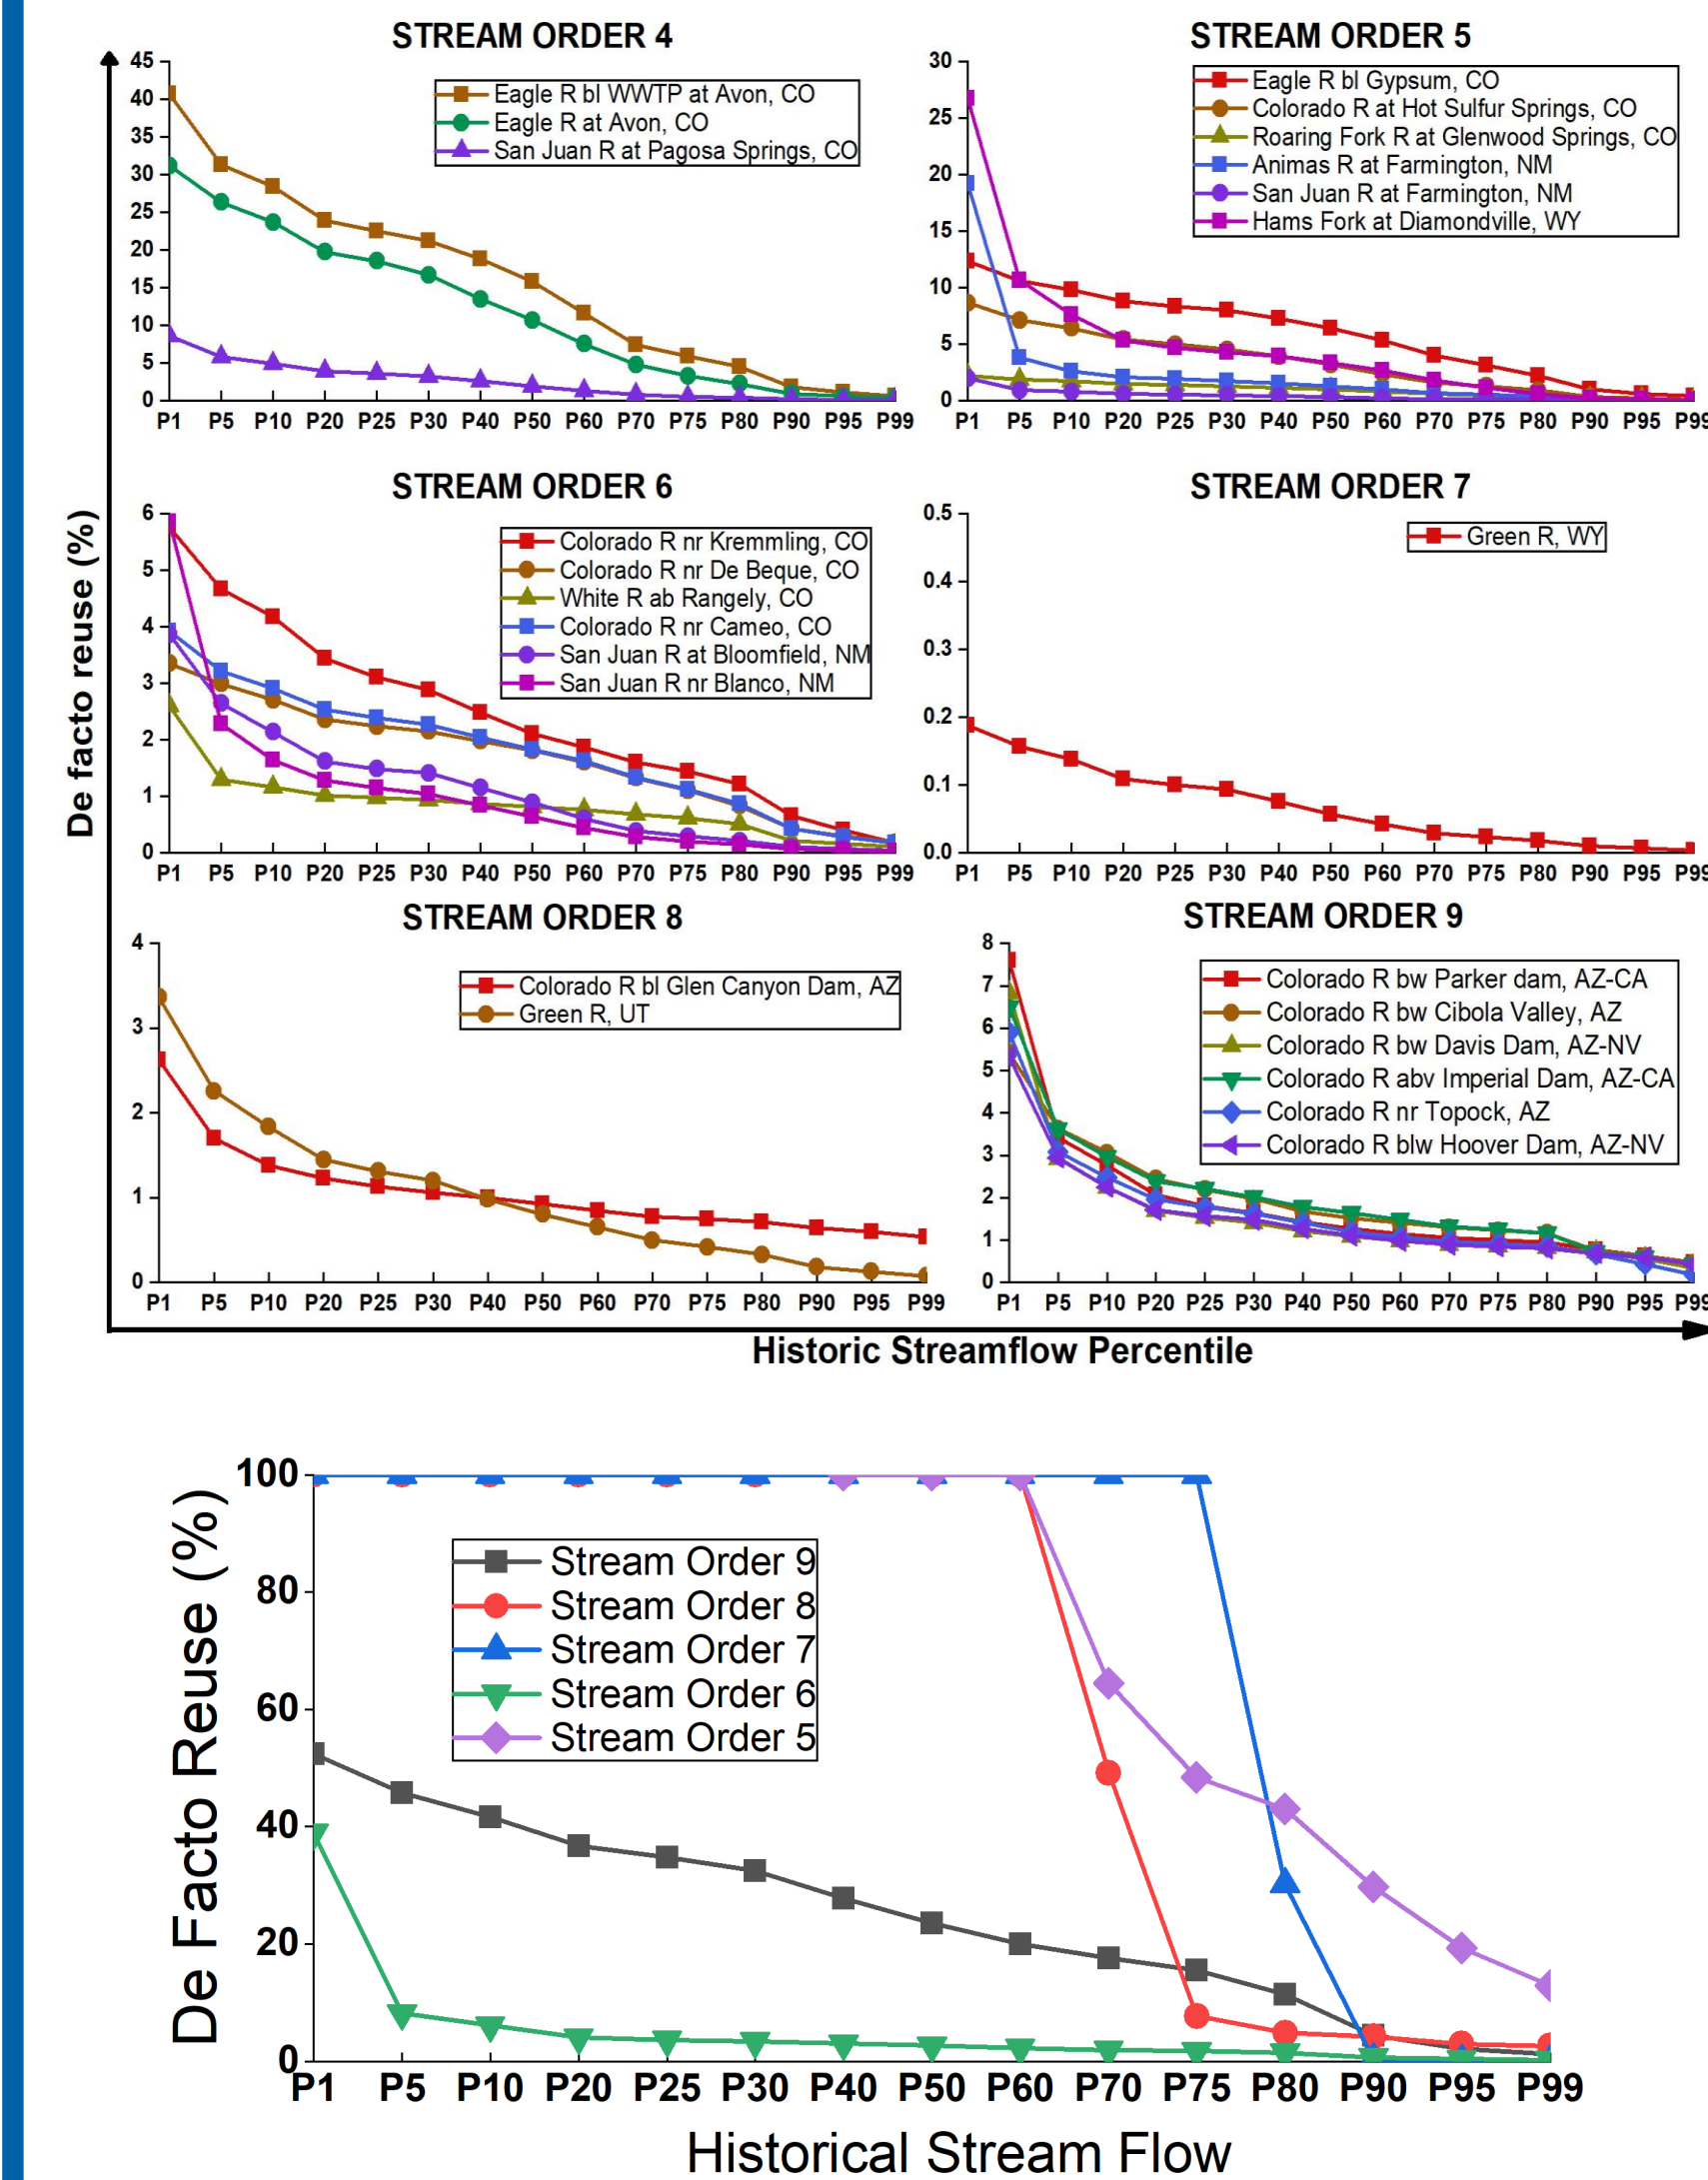 STREAM ORDER 4
45
40
35
30
25
20
15
10
5
0
Eagle R bl WWTP at Avon, CO
Eagle R at Avon, CO
San Juan R at Pagosa Springs, CO
P1 P5 P10 P20 P25 P30 P40 P50 P60 P70 P75 P80 P90 P95 P99
STREAM ORDER 5
30
25
20
15
10
5
0
Eagle R bl Gypsum, CO
Colorado R at Hot Sulfur Springs, CO
Roaring Fork R at Glenwood Springs, CO
Animas R at Farmington, NM
San Juan R at Farmington, NM
Hams Fork at Diamondville, WY
P1 P5 P10 P20 P25 P30 P40 P50 P60 P70 P75 P80 P90 P95 P99
De facto reuse (%)
STREAM ORDER 6
6
5
4
3
2
1
0
Colorado R nr Kremmling, CO
Colorado R nr De Beque, CO
White R ab Rangely, CO
Colorado R nr Cameo, CO
San Juan R at Bloomfield, NM
San Juan R nr Blanco, NM
P1 P5 P10 P20 P25 P30 P40 P50 P60 P70 P75 P80 P90 P95 P99
STREAM ORDER 7
0.5
0.4
0.3
0.2
0.1
0.0
Green R, WY
P1 P5 P10 P20 P25 P30 P40 P50 P60 P70 P75 P80 P90 P95 P99
STREAM ORDER 8
4
3
2
1
0
Colorado R bl Glen Canyon Dam, AZ
Green R, UT
P1 P5 P10 P20 P25 P30 P40 P50 P60 P70 P75 P80 P90 P95 P99
STREAM ORDER 9
8
7
6
5
4
3
2
1
0
Colorado R bw Parker dam, AZ-CA
Colorado R bw Cibola Valley, AZ
Colorado R bw Davis Dam, AZ-NV
Colorado R abv Imperial Dam, AZ-CA
Colorado R nr Topock, AZ
Colorado R blw Hoover Dam, AZ-NV
P1 P5 P10 P20 P25 P30 P40 P50 P60 P70 P75 P80 P90 P95 P99
Historic Streamflow Percentile
De Facto Reuse (%)
100
80
60
40
20
0
Stream Order 9
Stream Order 8
Stream Order 7
Stream Order 6
Stream Order 5
P1 P5 P10 P20 P25 P30 P40 P50 P60 P70 P75 P80 P90 P95 P99
Historical Stream Flow